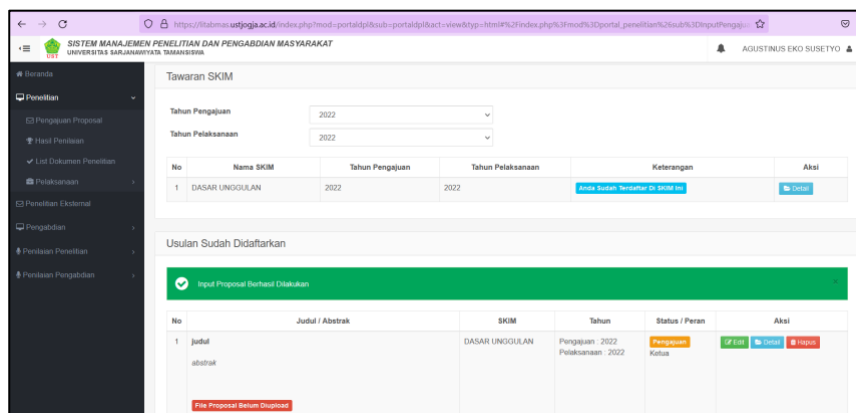 https://litabmas.ustjogja.ac.id/index.php?mod=portaldpl&sub=portaldpl&act=view&typ=html#%2Findex.php%3Fmod%3Dportal_penelitian%26sub%3DInputPengaju
UST
SISTEM MANAJEMEN PENELITIAN DAN PENGABDIAN MASYARAKAT
UNIVERSITAS SARJANAWIYATA TAMANSISWA
AGUSTINUS EKO SUSETYO
Beranda
Penelitian
Pengajuan Proposal
Hasil Penilaian
List Dokumen Penelitian
Pelaksanaan
Penelitian Eksternal
Pengabdian
Penilaian Penelitian
Penilaian Pengabdian
Tawaran SKIM
Tahun Pengajuan 2022
Tahun Pelaksanaan 2022
No Nama SKIM Tahun Pengajuan Tahun Pelaksanaan Keterangan Aksi
1 DASAR UNGGULAN 2022 2022 Anda Sudah Terdaftar Di SKIM Ini Detail
Usulan Sudah Didaftarkan
Input Proposal Berhasil Dilakukan
No Judul / Abstrak SKIM Tahun Status / Peran Aksi
1 judul DASAR UNGGULAN Pengajuan : 2022 Pengajuan Edit Detail Hapus
Pelaksanaan : 2022 Ketua
abstrak
File Proposal Belum Diupload